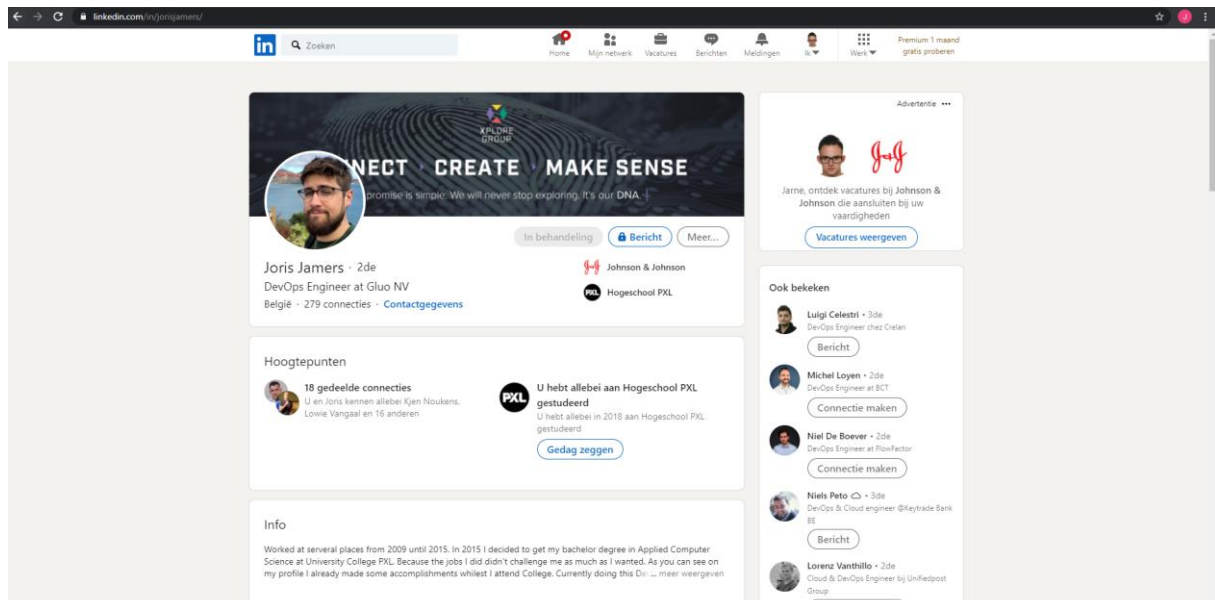 linkedin.com/in/jorisjamers/
in
Zoeken
Home
Mijn netwerk
Vacatures
Berichten
Meldingen
Ik
Werk
Premium 1 maand
gratis proberen
XPLORE
GROUP
NECT CREATE MAKE SENSE
promise is simple. We will never stop exploring. It's our DNA.
In behandeling
Bericht
Meer...
Joris Jamers · 2de
DevOps Engineer at Gluo NV
België · 279 connecties · Contactgegevens
Johnson & Johnson
PXL
Hogeschool PXL
Hoogtepunten
18 gedeelde connecties
U en Joris kennen allebei Kjen Noukens,
Lowie Vangaal en 16 anderen
PXL
U hebt allebei aan Hogeschool PXL
gestudeerd
U hebt allebei in 2018 aan Hogeschool PXL
gestudeerd
Gedag zeggen
Info
Worked at serveral places from 2009 until 2015. In 2015 I decided to get my bachelor degree in Applied Computer
Science at University College PXL. Because the jobs I did didn't challenge me as much as I wanted. As you can see on
my profile I already made some accomplishments whilest I attend College. Currently doing this De ... meer weergeven
Advertentie
J&J
Jarne, ontdek vacatures bij Johnson &
Johnson die aansluiten bij uw
vaardigheden
Vacatures weergeven
Ook bekeken
Luigi Celestri • 3de
DevOps Engineer chez Crelan
Bericht
Michel Loyen • 2de
DevOps Engineer at BCT
Connectie maken
Niel De Boever • 2de
DevOps Engineer at FlowFactor
Connectie maken
Niels Peto • 3de
DevOps & Cloud engineer @Keytrade Bank
BE
Bericht
Lorenz Vanthillo • 2de
Cloud & DevOps Engineer bij Unifiedpost
Group